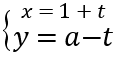 {x = 1 + t
y = a−t